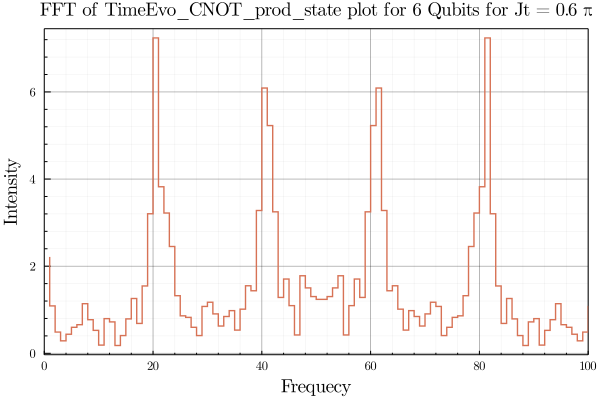 FFT of TimeEvo_CNOT_prod_state plot for 6 Qubits for Jt = 0.6 π
6
4
2
0
0 20 40 60 80 100
Intensity
Frequecy